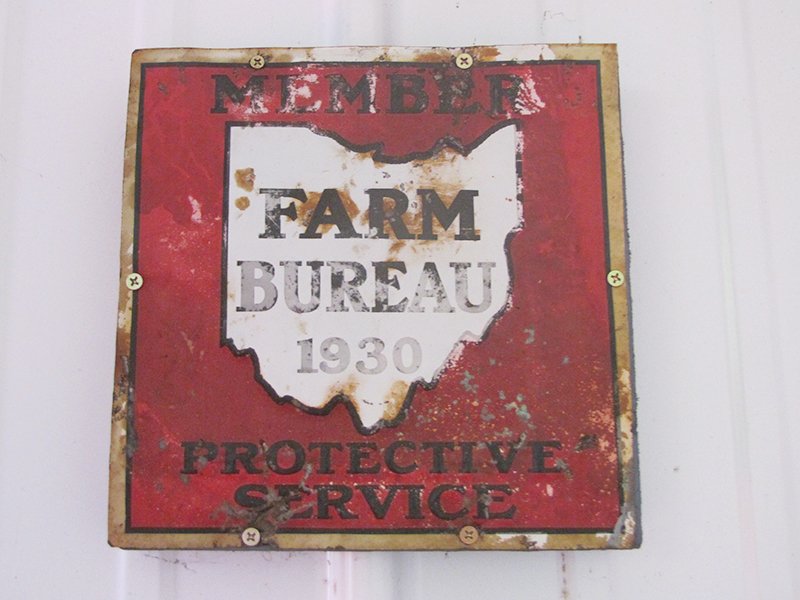 MEMBER
FARM
BUREAU
1930
PROTECTIVE
SERVICE